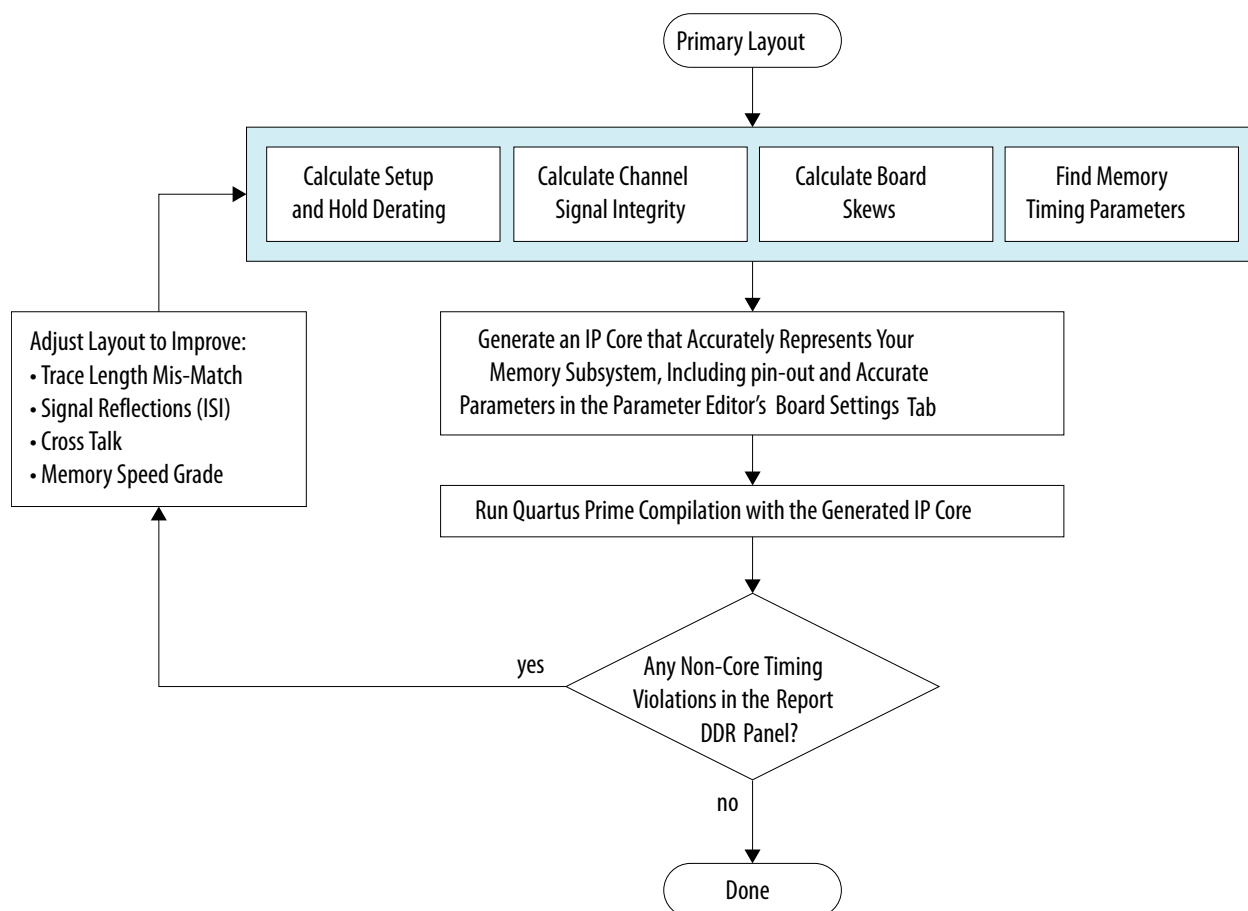 Primary Layout
Calculate Setup
and Hold Derating
Calculate Channel
Signal Integrity
Calculate Board
Skews
Find Memory
Timing Parameters
Generate an IP Core that Accurately Represents Your
Memory Subsystem, Including pin-out and Accurate
Parameters in the Parameter Editor’s Board Settings Tab
Adjust Layout to Improve:
• Trace Length Mis-Match
• Signal Reflections (ISI)
• Cross Talk
• Memory Speed Grade
Run Quartus Prime Compilation with the Generated IP Core
yes
Any Non-Core Timing
Violations in the Report
DDR Panel?
no
Done